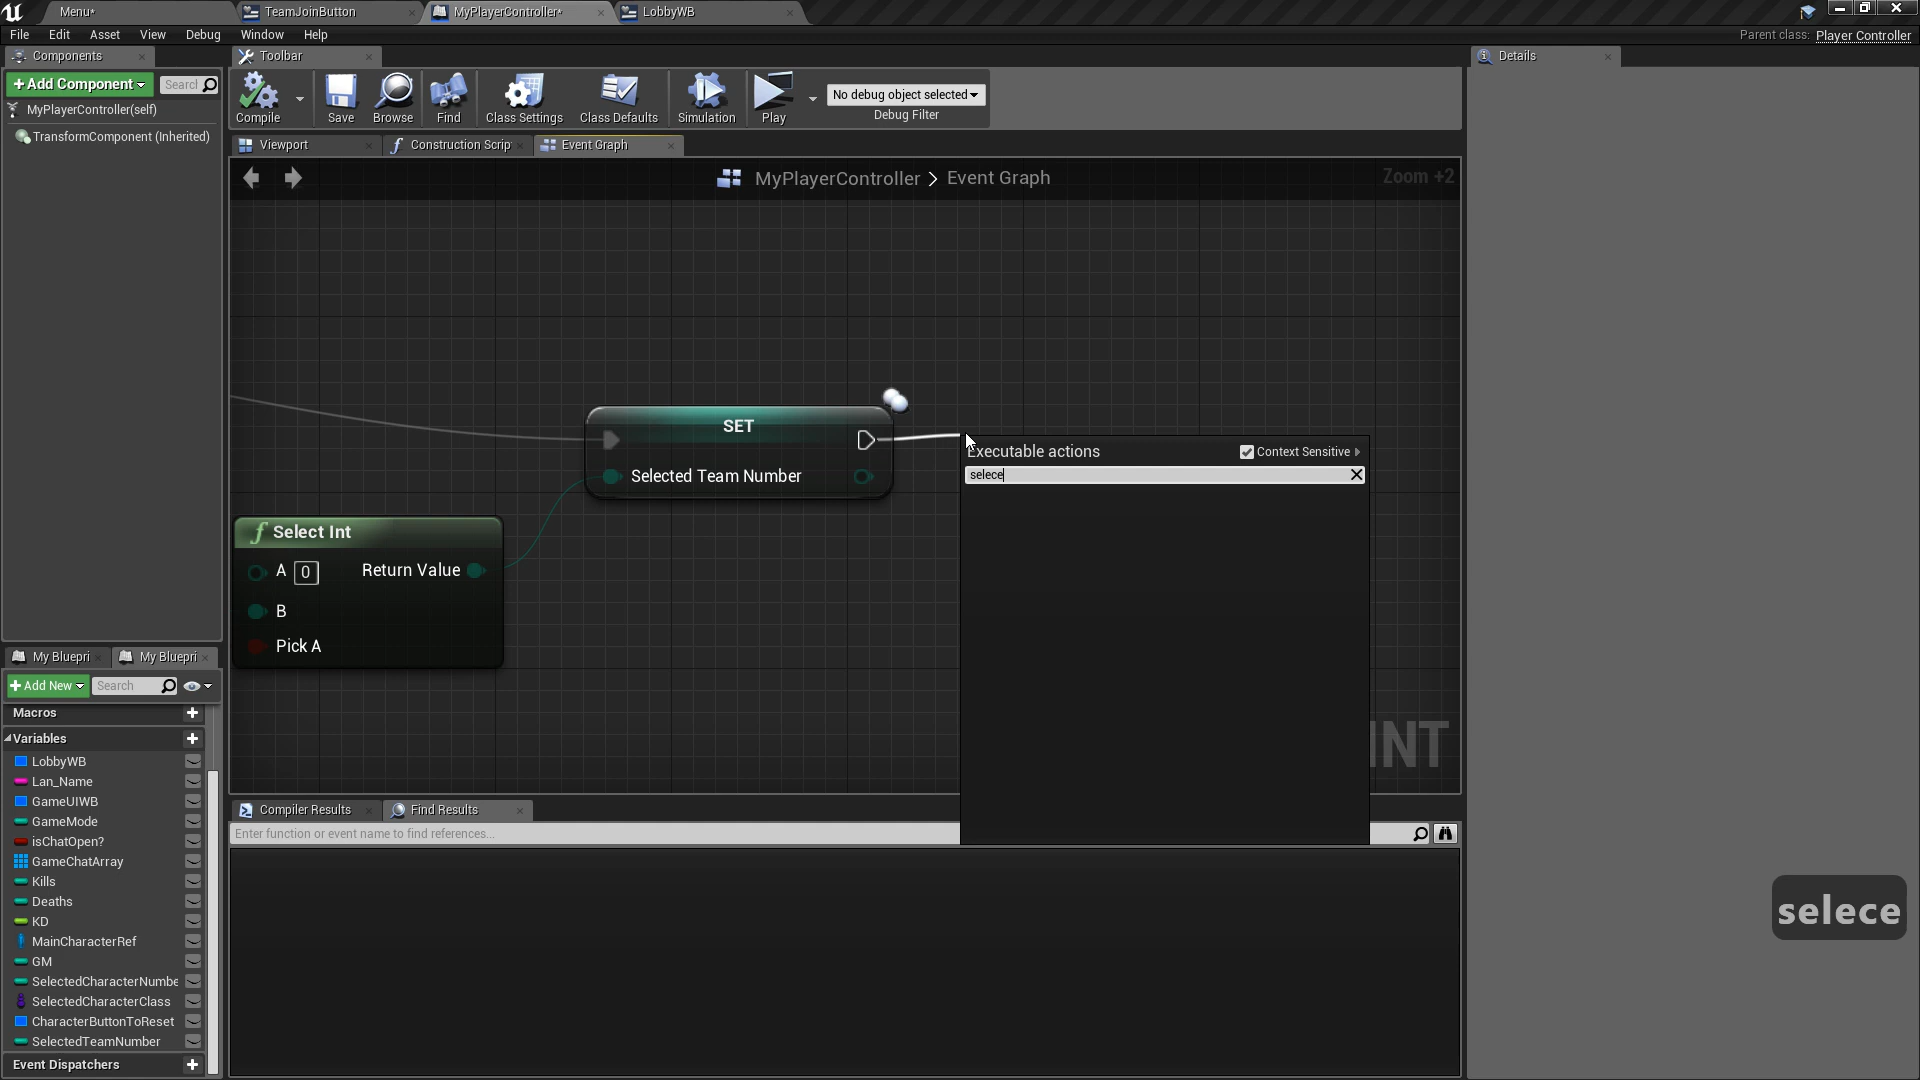 Menu*
TeamJoinButton
MyPlayerController*
LobbyWB
File Edit Asset View Debug Window Help
Parent class: Player Controller
Components
Toolbar
Details
+Add Component
Search
MyPlayerController(self)
TransformComponent (Inherited)
Compile
Save
Browse
Find
Class Settings
Class Defaults
Simulation
Play
No debug object selected
Debug Filter
Viewport
Construction Scrip
Event Graph
MyPlayerController > Event Graph
Zoom +2
SET
Selected Team Number
Select Int
A 0
Return Value
B
Pick A
Executable actions
Context Sensitive
selece
INT
My Bluepri
My Bluepri
+Add New
Search
Macros
Variables
LobbyWB
Lan_Name
GameUIWB
GameMode
isChatOpen?
GameChatArray
Kills
Deaths
KD
MainCharacterRef
GM
SelectedCharacterNumbe
SelectedCharacterClass
CharacterButtonToReset
SelectedTeamNumber
Event Dispatchers
Compiler Results
Find Results
Enter function or event name to find references...
selece